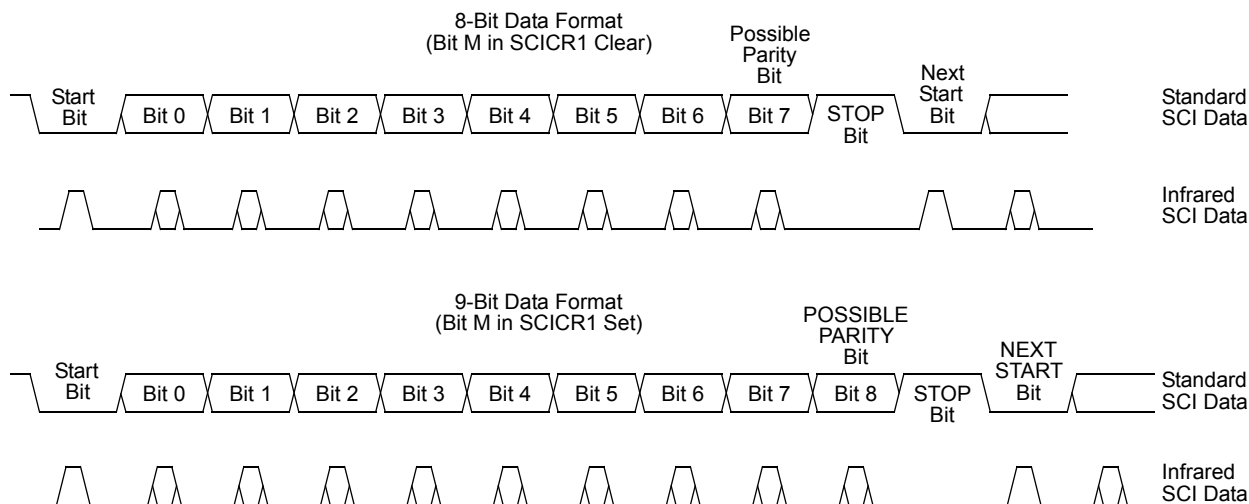 8-Bit Data Format
(Bit M in SCICR1 Clear)
Possible
Parity
Bit
Start
Bit
Bit 0
Bit 1
Bit 2
Bit 3
Bit 4
Bit 5
Bit 6
Bit 7
STOP
Bit
Next
Start
Bit
Standard
SCI Data
Infrared
SCI Data
9-Bit Data Format
(Bit M in SCICR1 Set)
POSSIBLE
PARITY
Bit
Start
Bit
Bit 0
Bit 1
Bit 2
Bit 3
Bit 4
Bit 5
Bit 6
Bit 7
Bit 8
STOP
Bit
NEXT
START
Bit
Standard
SCI Data
Infrared
SCI Data